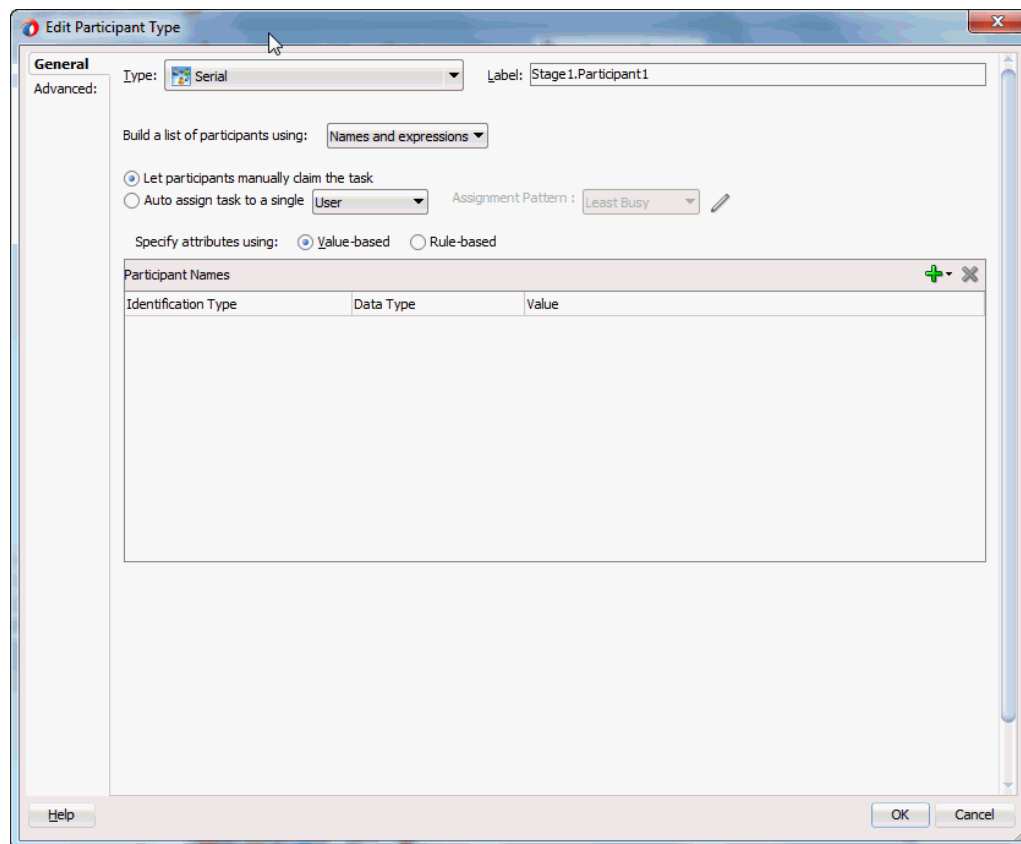 Edit Participant Type
General
Advanced:
Type: Serial Label: Stage1.Participant1
Build a list of participants using: Names and expressions
Let participants manually claim the task
Auto assign task to a single User Assignment Pattern : Least Busy
Specify attributes using: Value-based Rule-based
Participant Names
Identification Type Data Type Value
Help OK Cancel